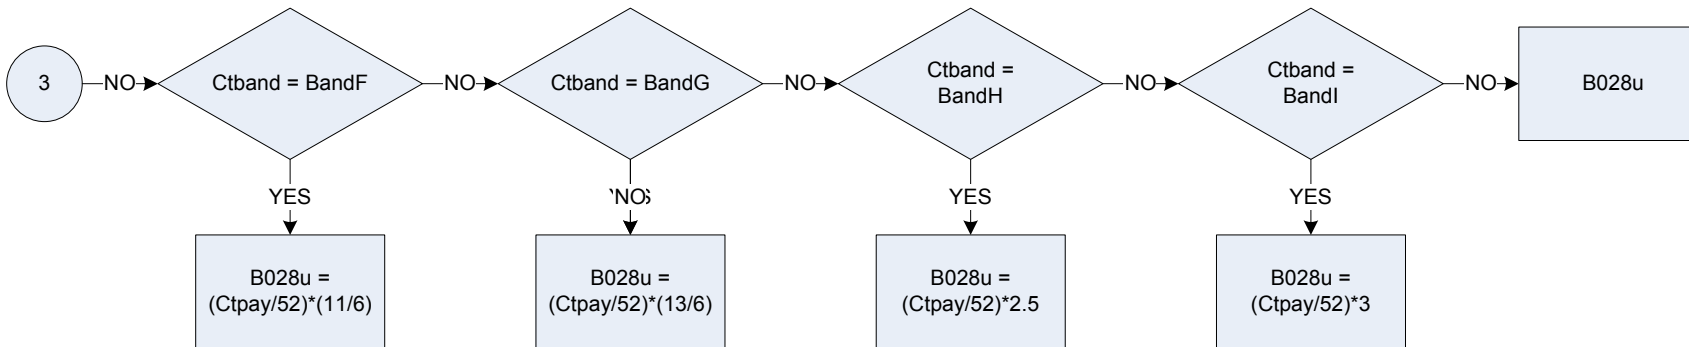 3
NO
Ctband = BandF
NO
Ctband = BandG
NO
Ctband =
BandH
NO
Ctband =
BandI
NO
B028u
YES
YES
YES
B028u =
(Ctpay/52)*(11/6)
B028u =
(Ctpay/52)*(13/6)
B028u =
(Ctpay/52)*2.5
B028u =
(Ctpay/52)*3